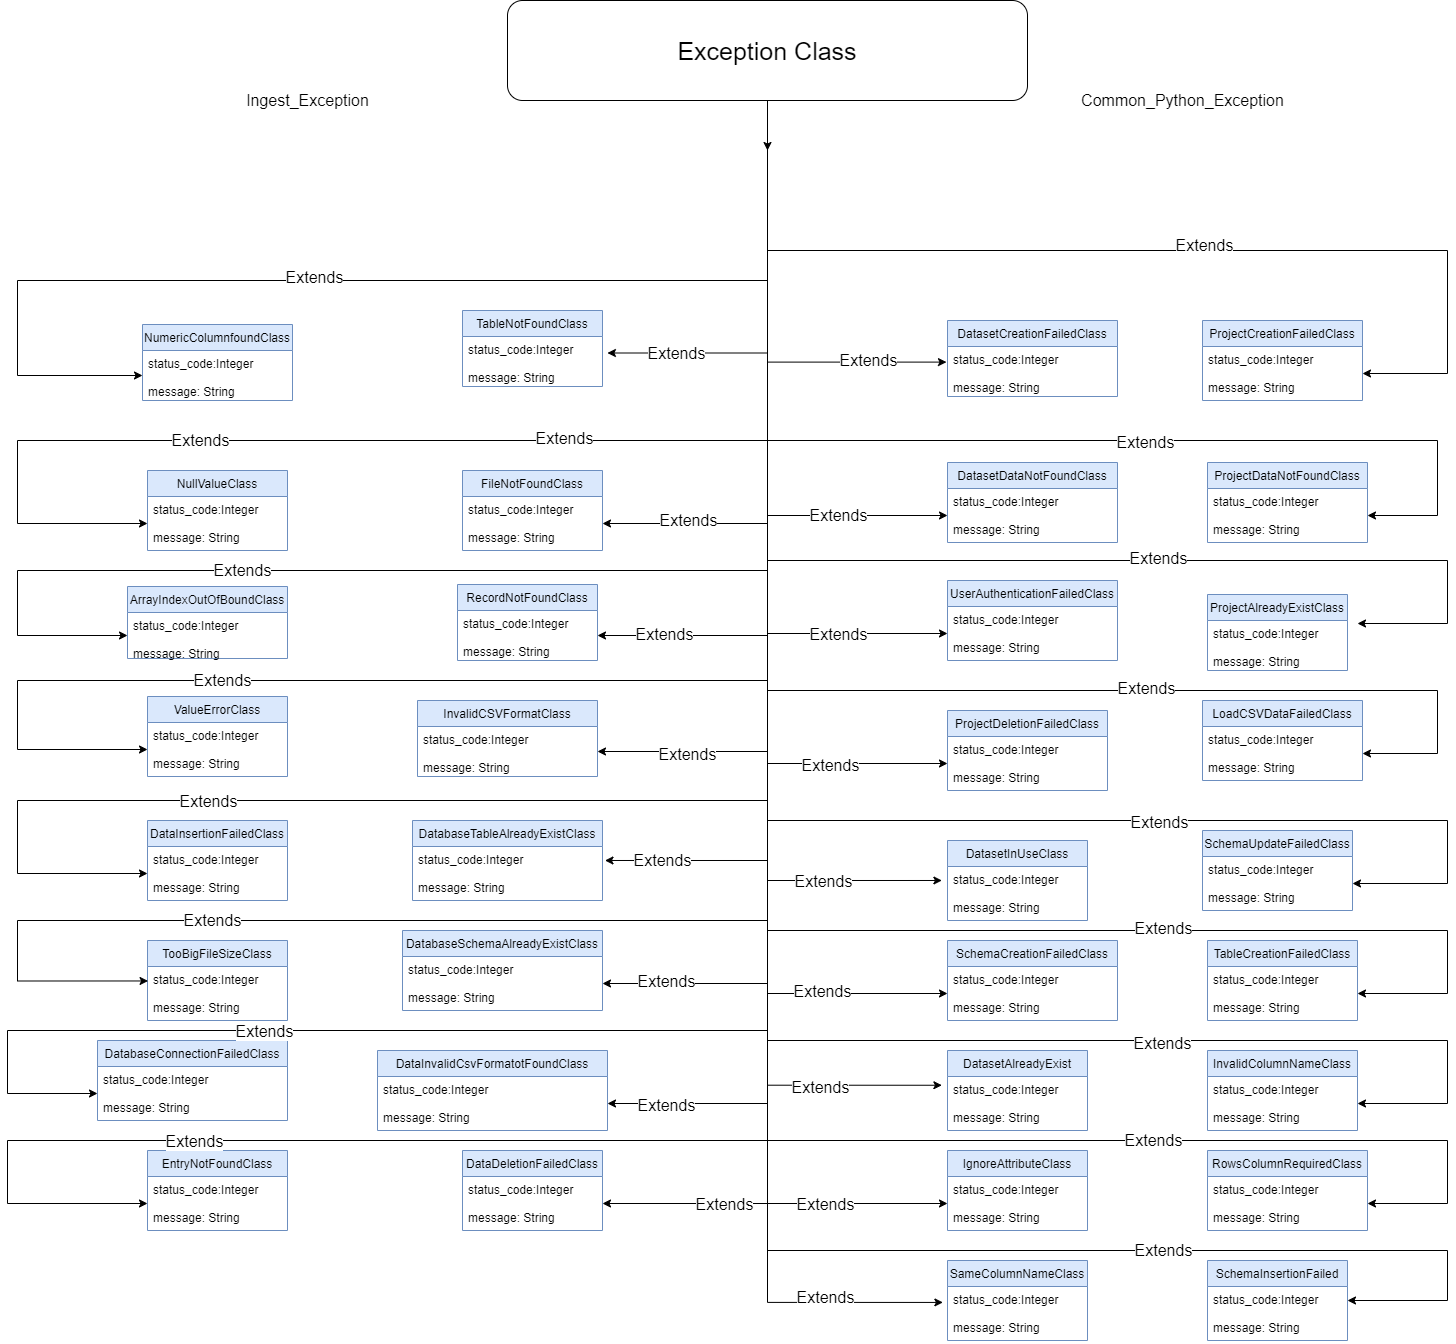 Exception Class
Ingest_Exception
Common_Python_Exception
Extends
Extends
NumericColumnfoundClass
status_code:Integer
message: String
TableNotFoundClass
status_code:Integer
message: String
Extends
Extends
DatasetCreationFailedClass
status_code:Integer
message: String
ProjectCreationFailedClass
status_code:Integer
message: String
Extends
Extends
Extends
NullValueClass
status_code:Integer
message: String
FileNotFoundClass
status_code:Integer
message: String
Extends
Extends
DatasetDataNotFoundClass
status_code:Integer
message: String
ProjectDataNotFoundClass
status_code:Integer
message: String
Extends
Extends
ArrayIndexOutOfBoundClass
status_code:Integer
message: String
RecordNotFoundClass
status_code:Integer
message: String
Extends
Extends
UserAuthenticationFailedClass
status_code:Integer
message: String
ProjectAlreadyExistClass
status_code:Integer
message: String
Extends
Extends
ValueErrorClass
status_code:Integer
message: String
InvalidCSVFormatClass
status_code:Integer
message: String
Extends
Extends
ProjectDeletionFailedClass
status_code:Integer
message: String
LoadCSVDataFailedClass
status_code:Integer
message: String
Extends
Extends
DataInsertionFailedClass
status_code:Integer
message: String
DatabaseTableAlreadyExistClass
status_code:Integer
message: String
Extends
Extends
DatasetInUseClass
status_code:Integer
message: String
SchemaUpdateFailedClass
status_code:Integer
message: String
Extends
Extends
TooBigFileSizeClass
status_code:Integer
message: String
DatabaseSchemaAlreadyExistClass
status_code:Integer
message: String
Extends
Extends
SchemaCreationFailedClass
status_code:Integer
message: String
TableCreationFailedClass
status_code:Integer
message: String
Extends
Extends
DatabaseConnectionFailedClass
status_code:Integer
message: String
DataInvalidCsvFormatotFoundClass
status_code:Integer
message: String
Extends
Extends
DatasetAlreadyExist
status_code:Integer
message: String
InvalidColumnNameClass
status_code:Integer
message: String
Extends
Extends
EntryNotFoundClass
status_code:Integer
message: String
DataDeletionFailedClass
status_code:Integer
message: String
Extends
Extends
IgnoreAttributeClass
status_code:Integer
message: String
RowsColumnRequiredClass
status_code:Integer
message: String
Extends
Extends
SameColumnNameClass
status_code:Integer
message: String
SchemaInsertionFailed
status_code:Integer
message: String